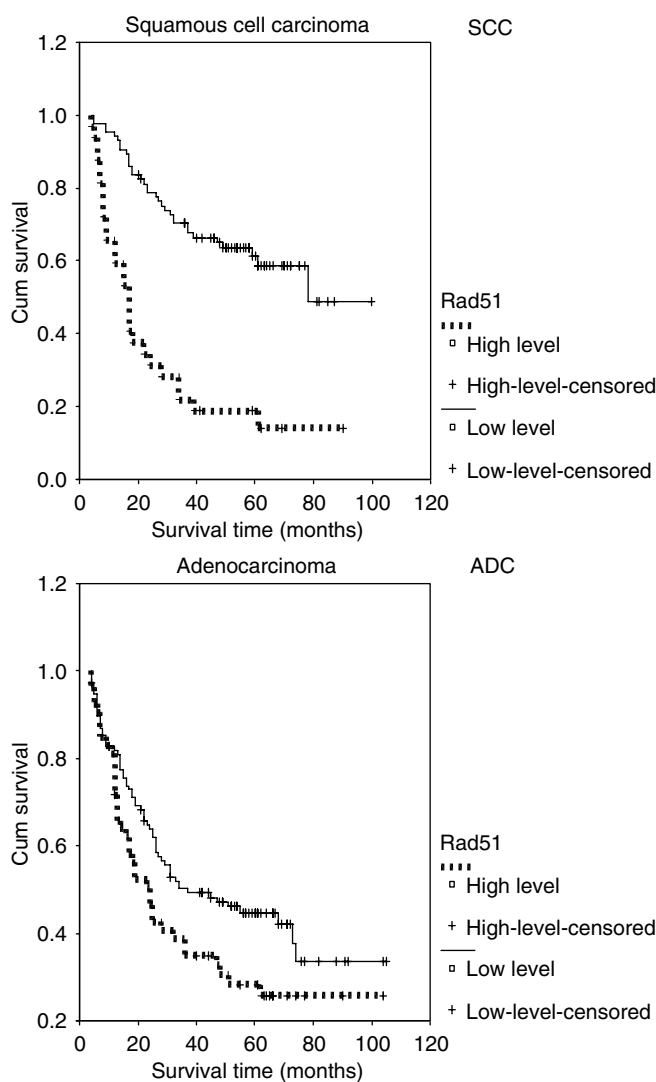 Squamous cell carcinoma
SCC
1.2
1.0
0.8
0.6
0.4
0.2
0.0
Cum survival
0 20 40 60 80 100 120
Survival time (months)
Rad51
High level
High-level-censored
Low level
Low-level-censored
Adenocarcinoma
ADC
1.2
1.0
0.8
0.6
0.4
0.2
Cum survival
0 20 40 60 80 100 120
Survival time (months)
Rad51
High level
High-level-censored
Low level
Low-level-censored